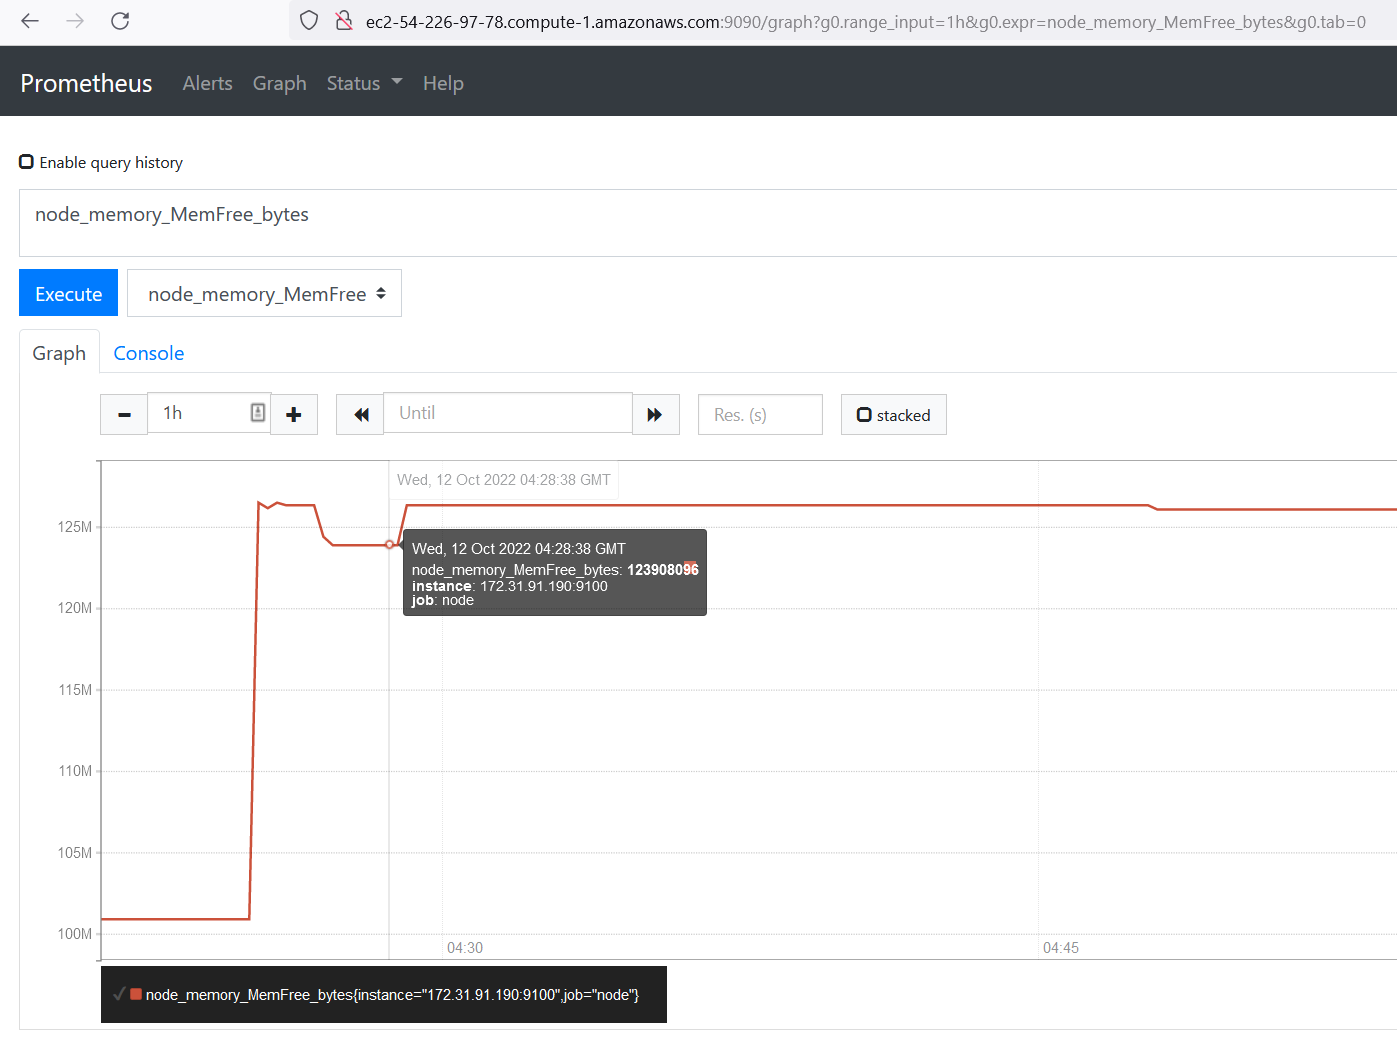 ec2-54-226-97-78.compute-1.amazonaws.com:9090/graph?g0.range_input=1h&g0.expr=node_memory_MemFree_bytes&g0.tab=0
Prometheus Alerts Graph Status Help
Enable query history
node_memory_MemFree_bytes
Execute node_memory_MemFree
Graph Console
1h Until Res. (s) stacked
Wed, 12 Oct 2022 04:28:38 GMT
125M
Wed, 12 Oct 2022 04:28:38 GMT
node_memory_MemFree_bytes: 123908096
instance: 172.31.91.190:9100
job: node
120M
115M
110M
105M
100M
04:30 04:45
node_memory_MemFree_bytes{instance="172.31.91.190:9100",job="node"}